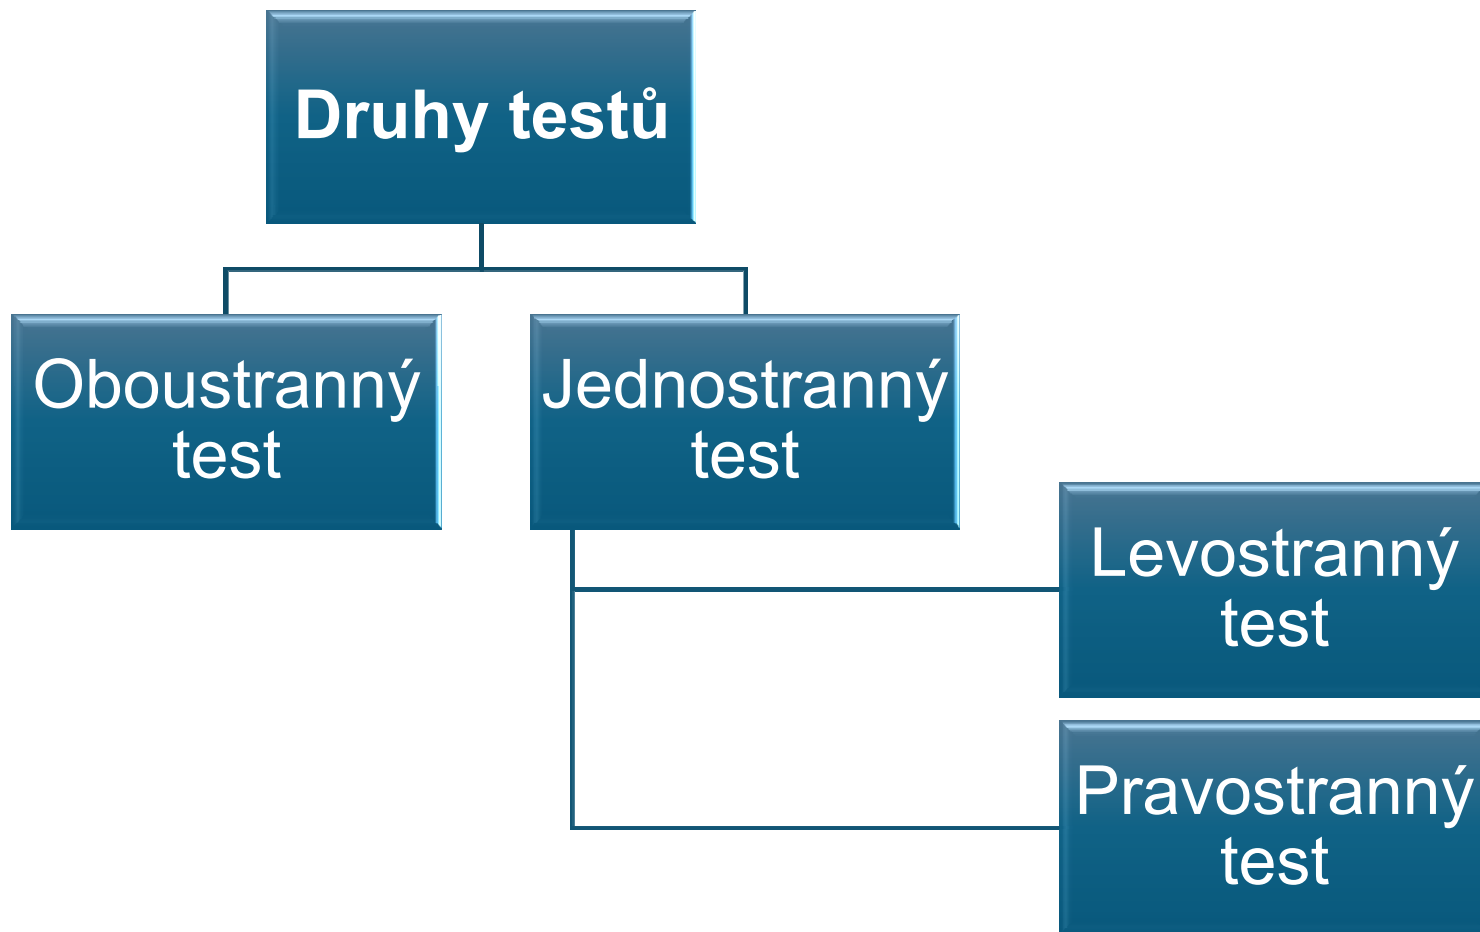 Druhy testů
Oboustranný
test
Jednostranný
test
Levostranný
test
Pravostranný
test